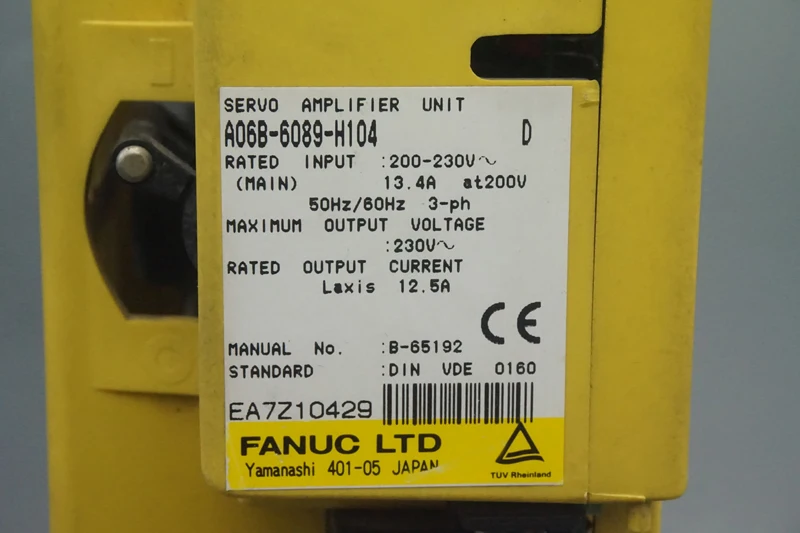 SERVO AMPLIFIER UNIT
A06B-6089-H104 D
RATED INPUT :200-230V~
(MAIN) 13.4A at200V
50Hz/60Hz 3-ph
MAXIMUM OUTPUT VOLTAGE
:230V~
RATED OUTPUT CURRENT
Laxis 12.5A
CE
MANUAL No. :B-65192
STANDARD :DIN VDE 0160
EA7Z10429
FANUC LTD
Yamanashi 401-05 JAPAN
TÜV Rheinland